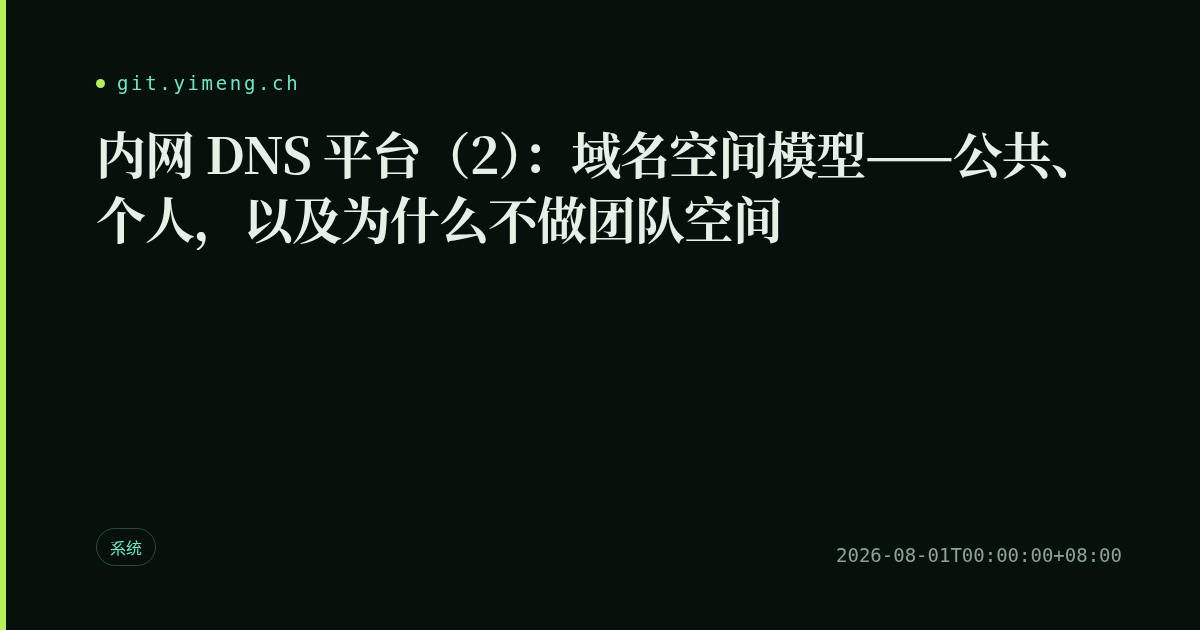 git.yimeng.ch
内网 DNS 平台（2）：域名空间模型——公共、
个人，以及为什么不做团队空间
系统
2026-08-01T00:00:00+08:00